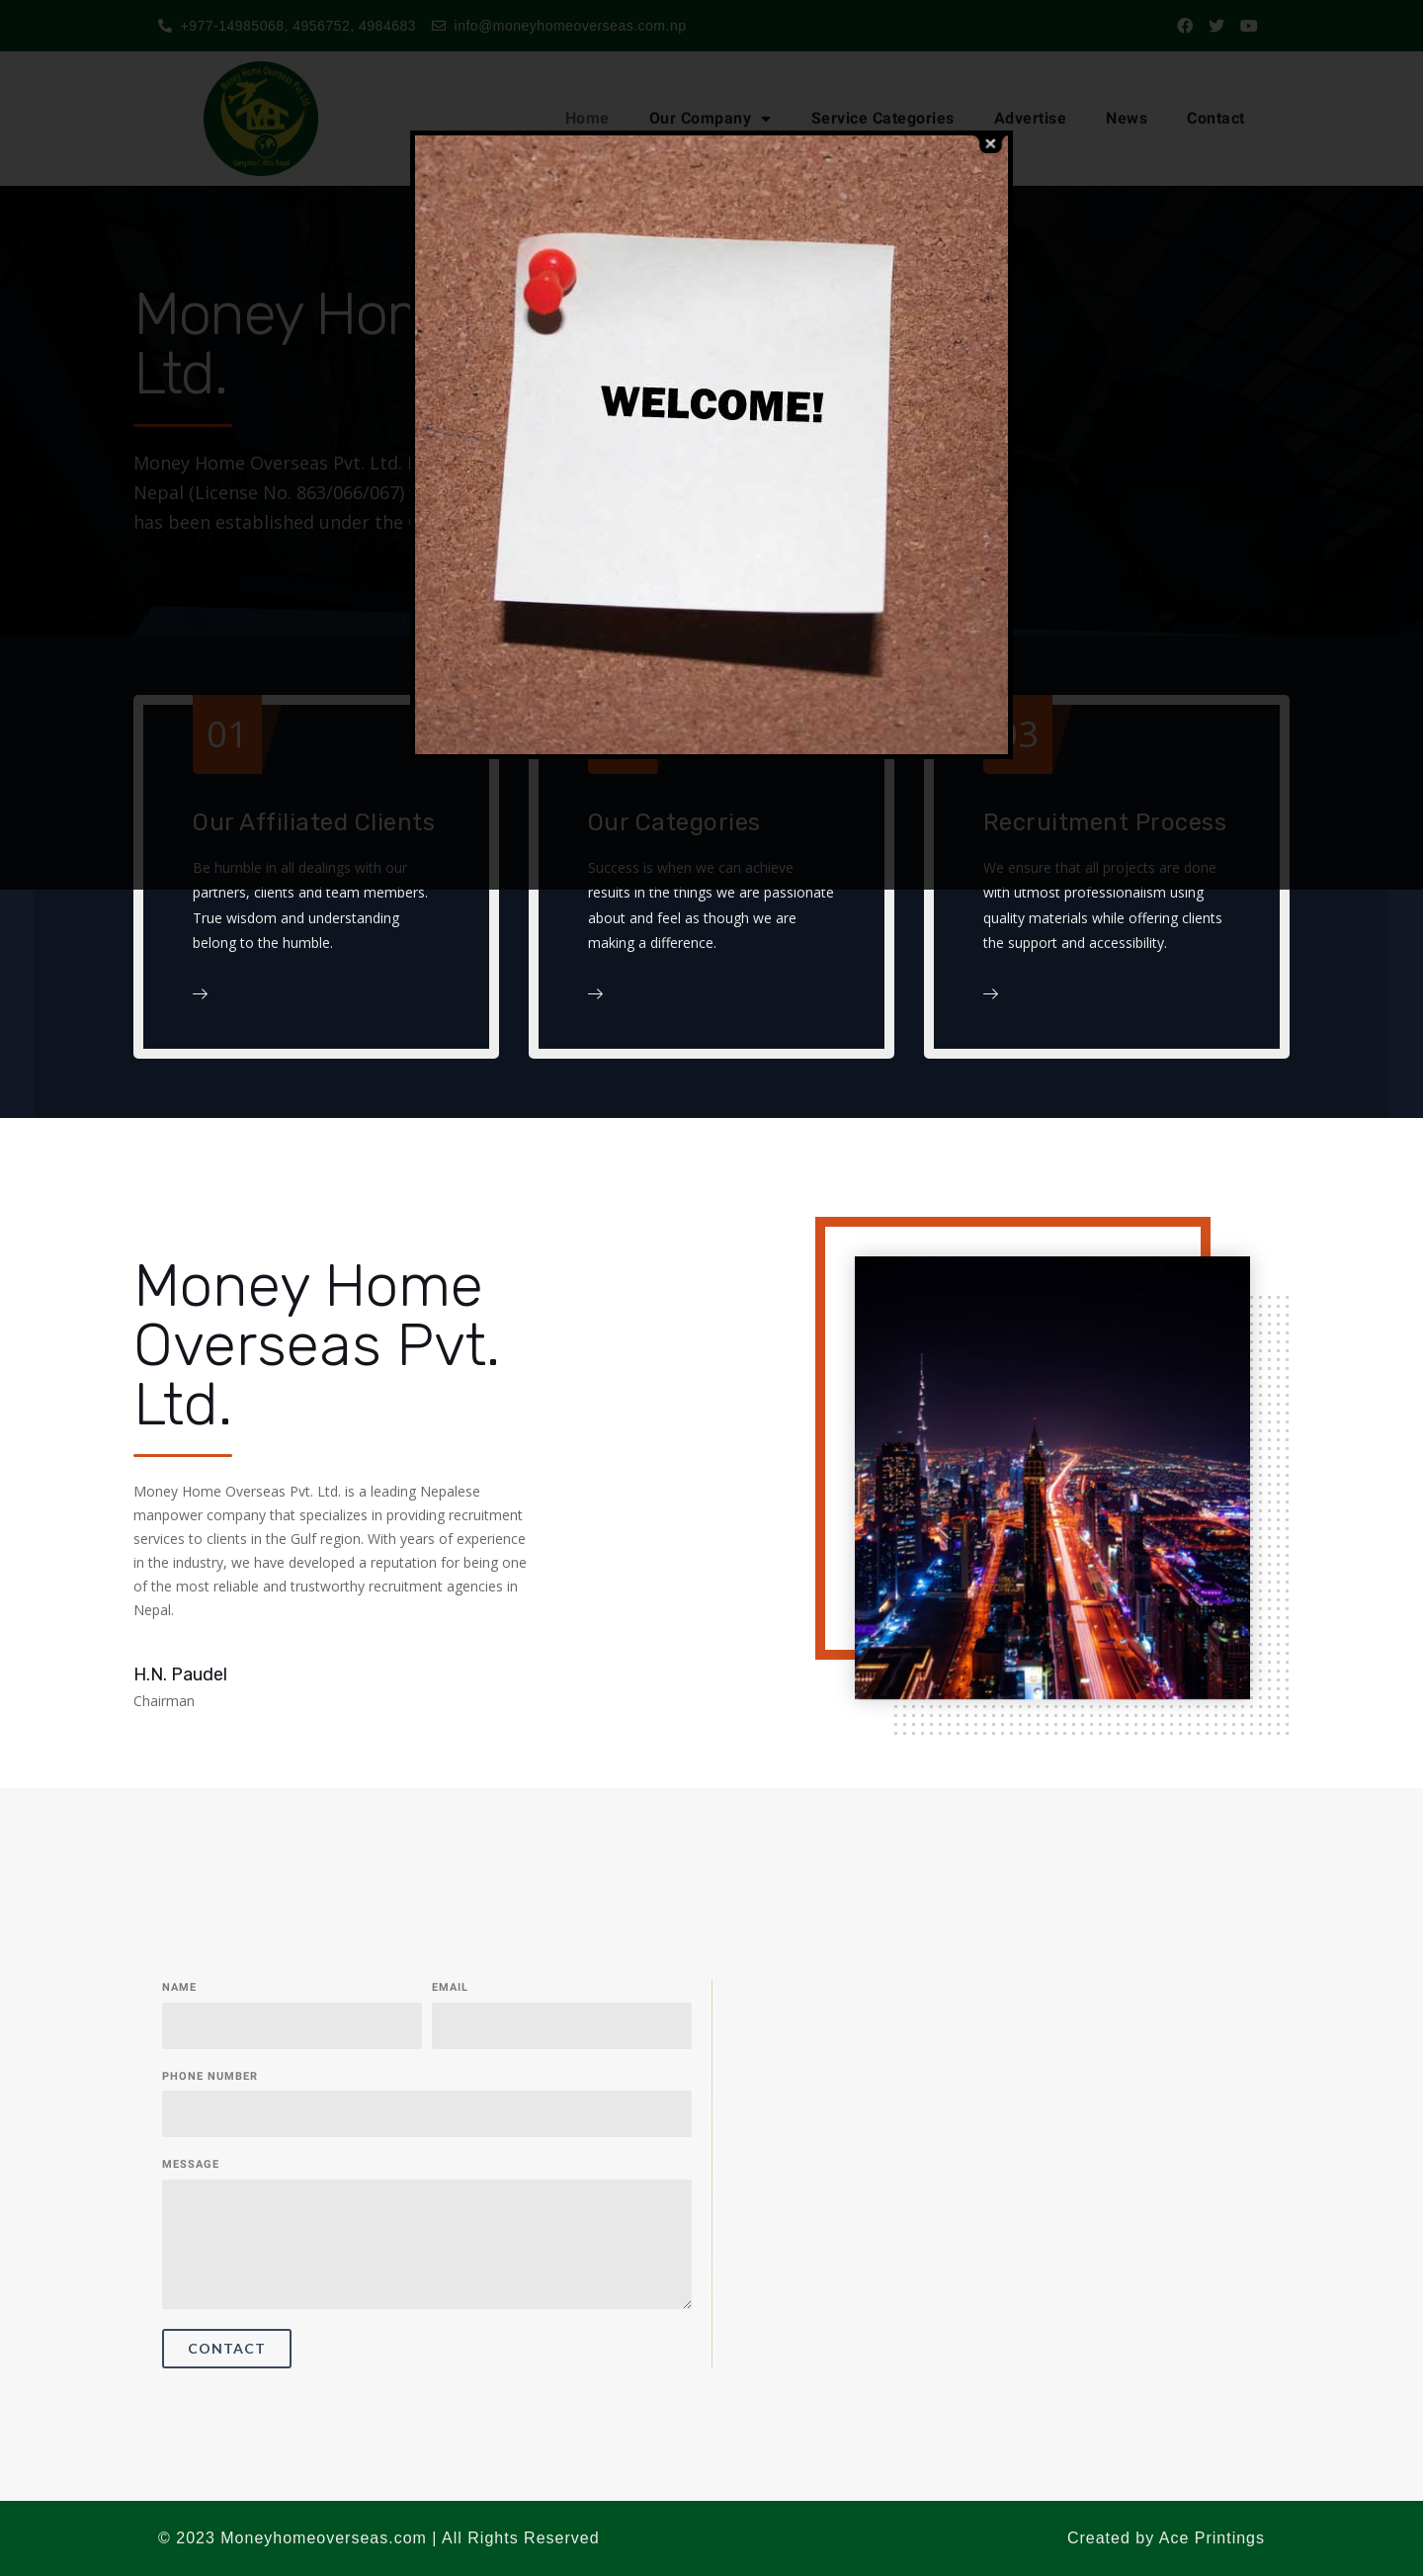 +977-14985068, 4956752, 4984683 info@moneyhomeoverseas.com.np
Money Home Overseas Pvt. Ltd.
Home Our Company Service Categories Advertise News Contact
WELCOME!
Money Hom
Ltd.
Money Home Overseas Pvt. Ltd.
Nepal (License No. 863/066/067)
has been established under the
01
Our Affiliated Clients
Be humble in all dealings with our
partners, clients and team members.
True wisdom and understanding
belong to the humble.
Our Categories
Success is when we can achieve
results in the things we are passionate
about and feel as though we are
making a difference.
03
Recruitment Process
We ensure that all projects are done
with utmost professionalism using
quality materials while offering clients
the support and accessibility.
Money Home
Overseas Pvt.
Ltd.
Money Home Overseas Pvt. Ltd. is a leading Nepalese
manpower company that specializes in providing recruitment
services to clients in the Gulf region. With years of experience
in the industry, we have developed a reputation for being one
of the most reliable and trustworthy recruitment agencies in
Nepal.
H.N. Paudel
Chairman
NAME EMAIL
PHONE NUMBER
MESSAGE
CONTACT
© 2023 Moneyhomeoverseas.com | All Rights Reserved Created by Ace Printings